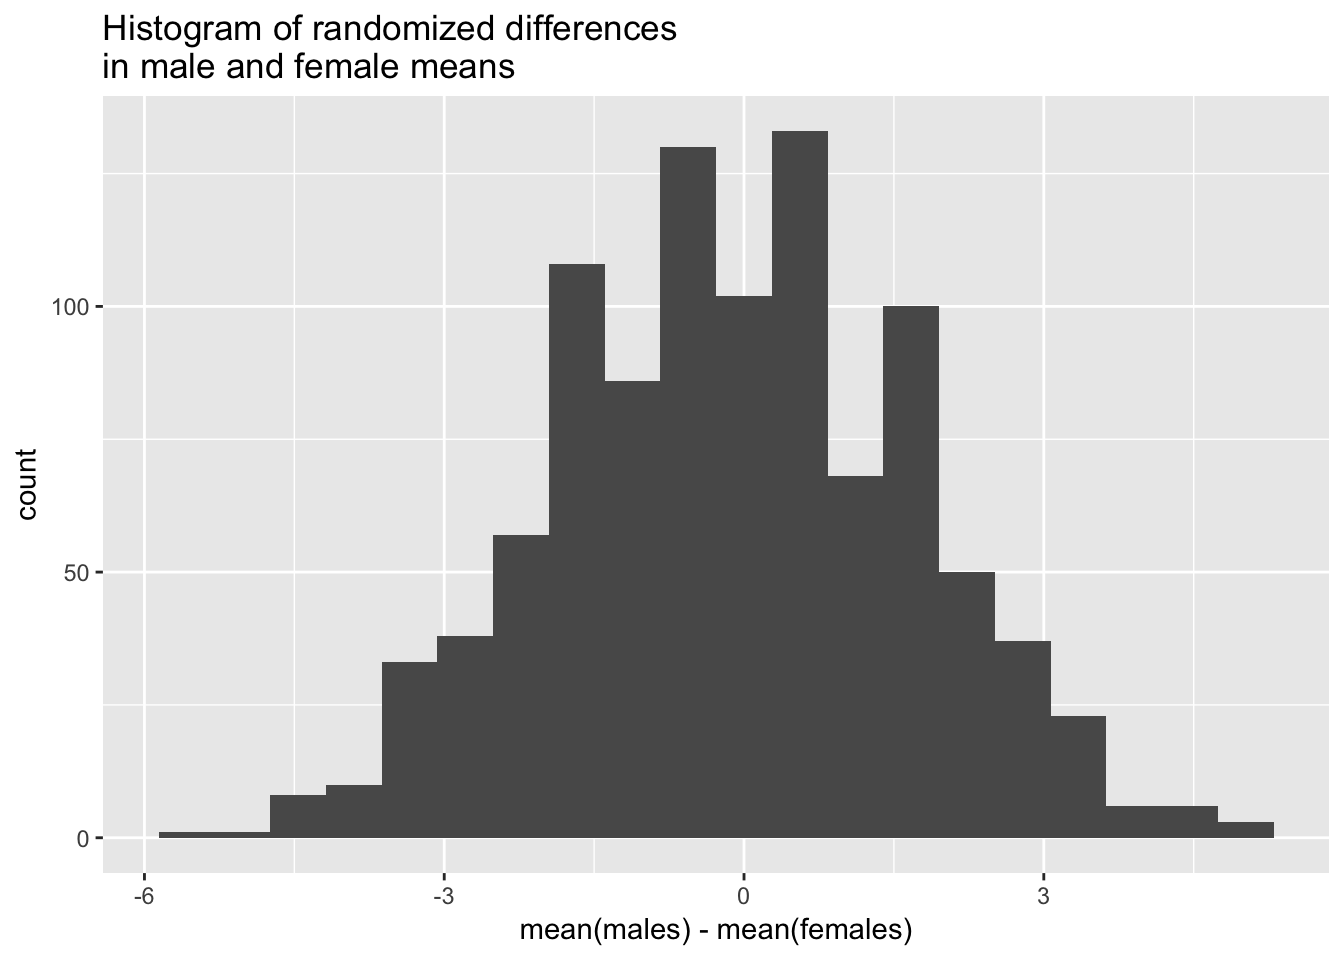 Histogram of randomized differences
in male and female means
100
50
0
count
-6
-3
0
3
mean(males) - mean(females)